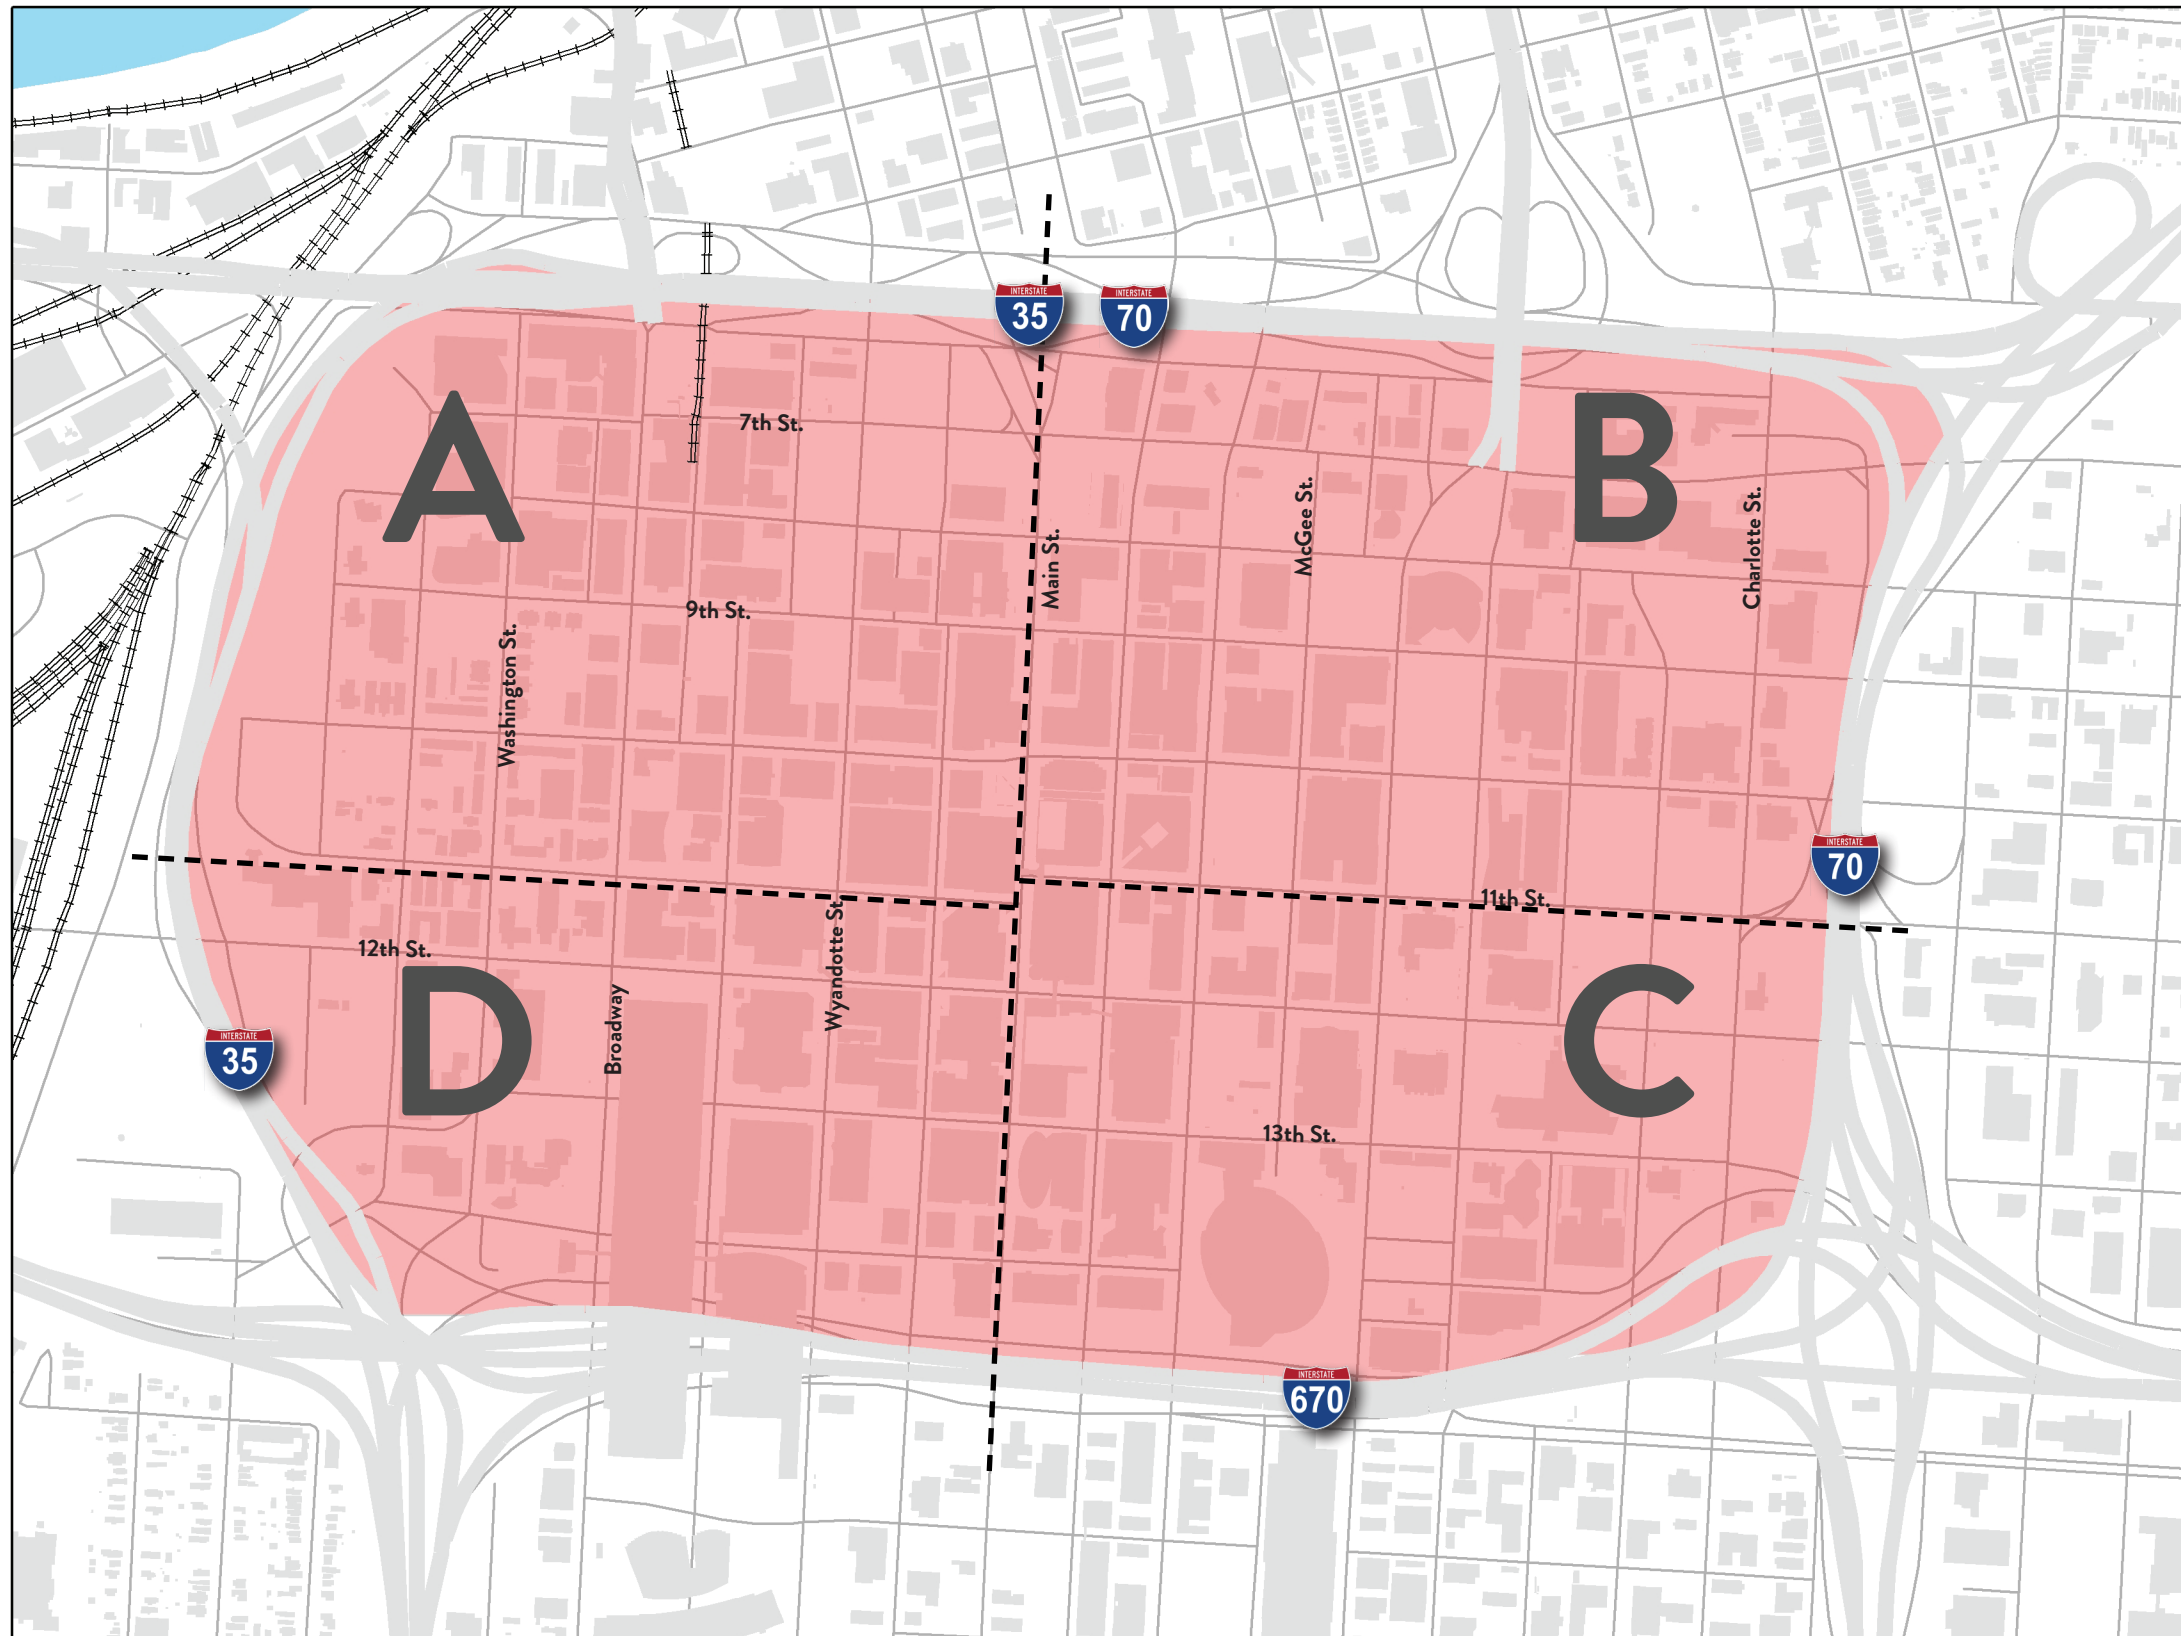 INTERSTATE
35
INTERSTATE
70
A
B
7th St.
McGee St.
Charlotte St.
Main St.
9th St.
Washington St.
INTERSTATE
70
11th St.
Wyandotte St.
12th St.
D
C
Broadway
INTERSTATE
35
13th St.
INTERSTATE
670